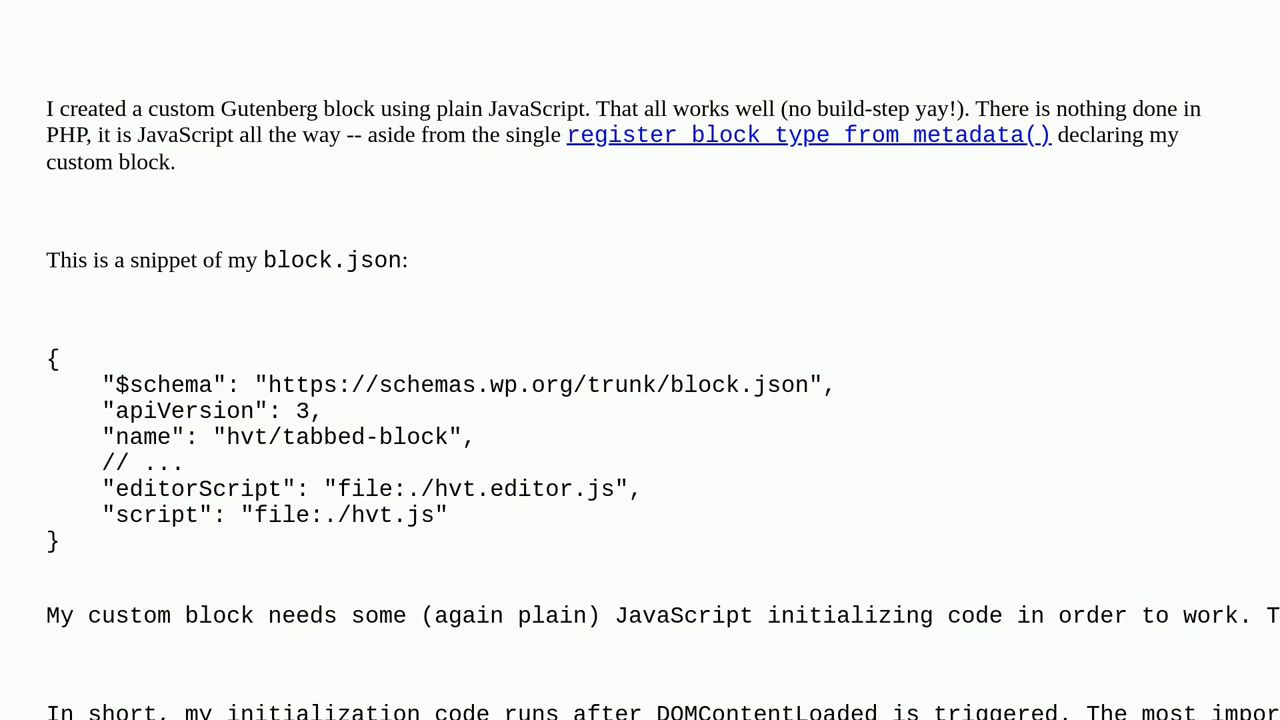 I created a custom Gutenberg block using plain JavaScript. That all works well (no build-step yay!). There is nothing done in
PHP, it is JavaScript all the way -- aside from the single register_block_type_from_metadata() declaring my
custom block.
This is a snippet of my block.json:
{
    "$schema": "https://schemas.wp.org/trunk/block.json",
    "apiVersion": 3,
    "name": "hvt/tabbed-block",
    // ...
    "editorScript": "file:./hvt.editor.js",
    "script": "file:./hvt.js"
}
My custom block needs some (again plain) JavaScript initializing code in order to work. T
In short, my initialization code runs after DOMContentLoaded is triggered. The most impor